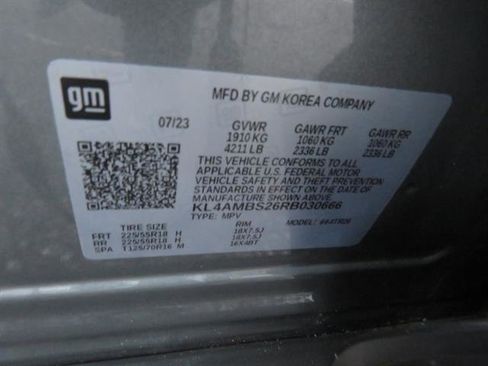 gm
MFD BY GM KOREA COMPANY
07/23 GVWR GAWR FRT GAWR RR
1910 KG 1060 KG 1060 KG
4211 LB 2336 LB 2336 LB
THIS VEHICLE CONFORMS TO ALL
APPLICABLE U.S. FEDERAL MOTOR
VEHICLE SAFETY AND THEFT PREVENTION
STANDARDS IN EFFECT ON THE DATE OF
MANUFACTURE SHOWN ABOVE.
KL4AMBS26RB030666
TYPE: MPV MODEL:
TIRE SIZE RIM
FRT 225/55R18 H 18X7.5J
RR 225/55R18 H 18X7.5J
SPA T125/70R16 M 16X4BT